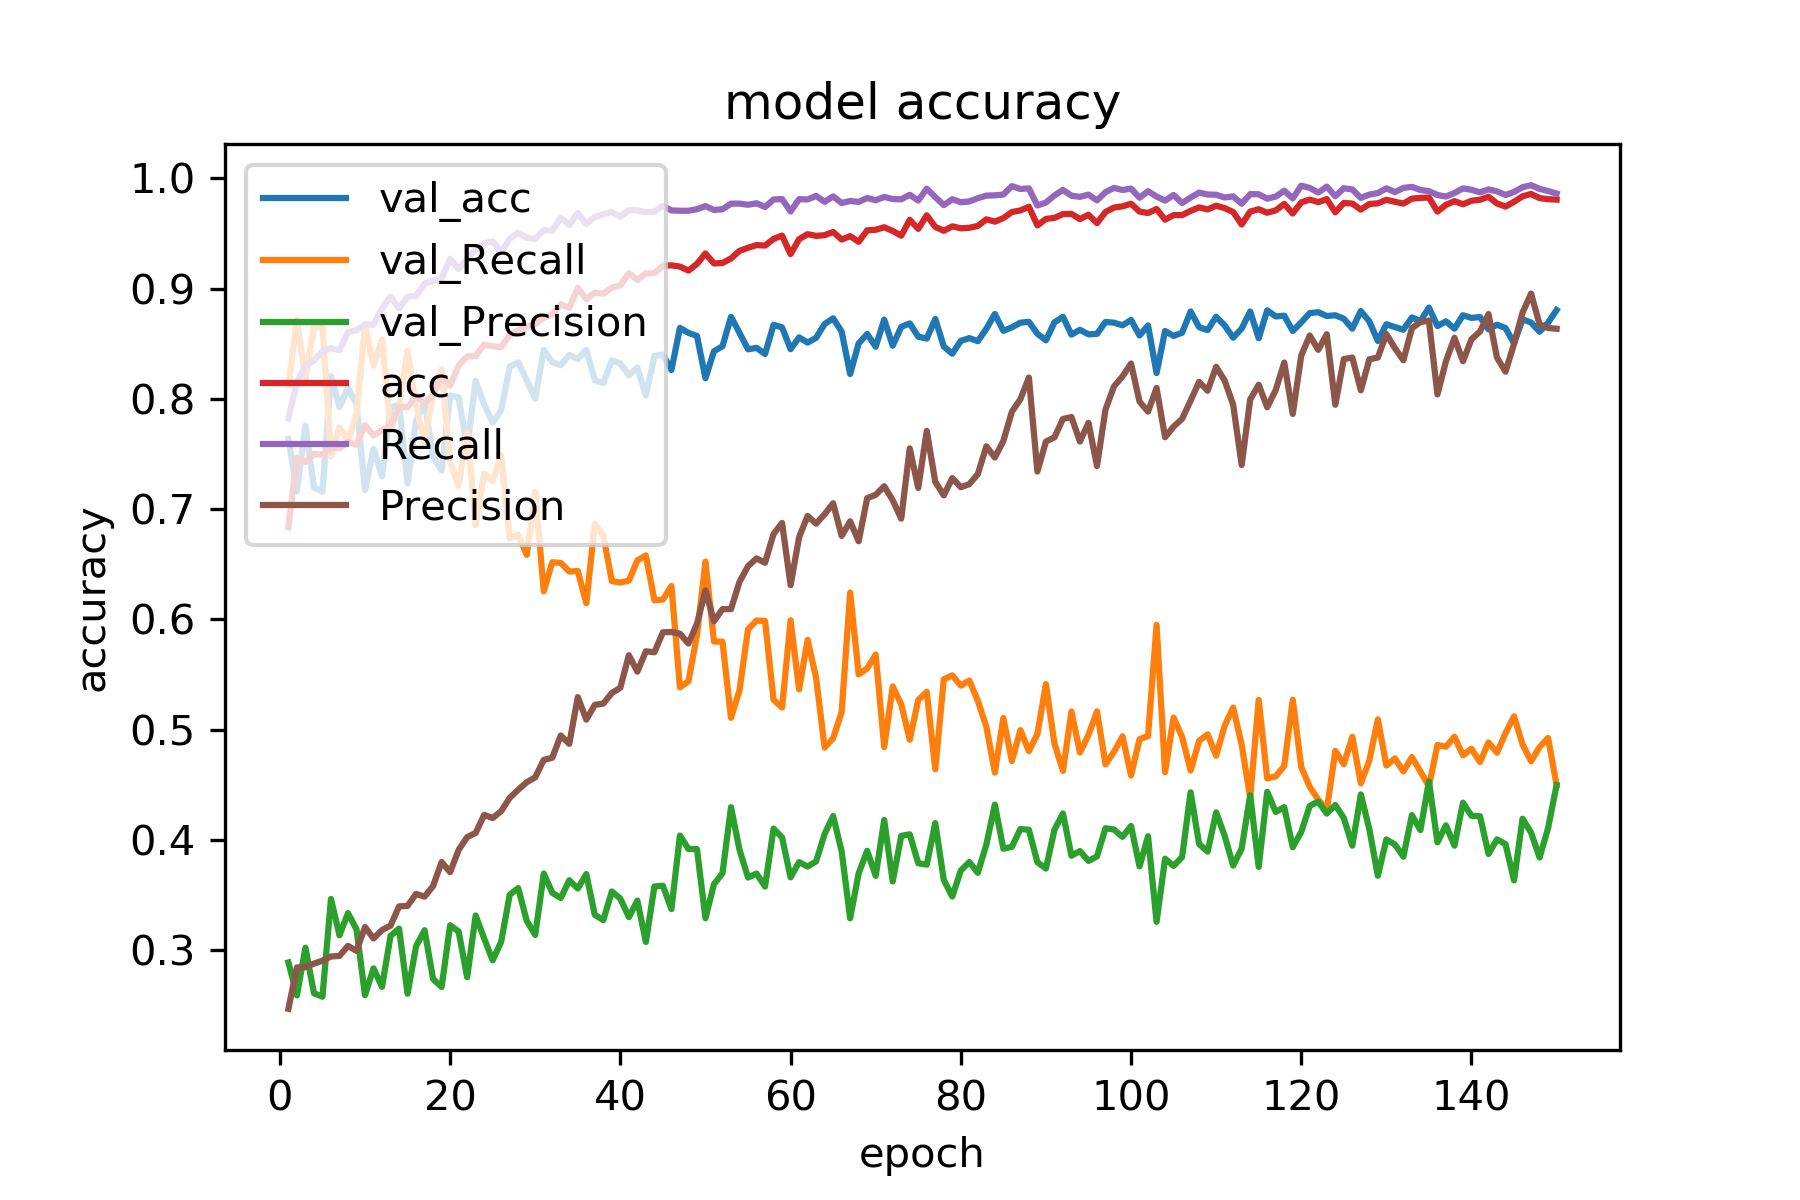 model accuracy
accuracy
1.0
0.9
0.8
0.7
0.6
0.5
0.4
0.3
val_acc
val_Recall
val_Precision
acc
Recall
Precision
0 20 40 60 80 100 120 140
epoch